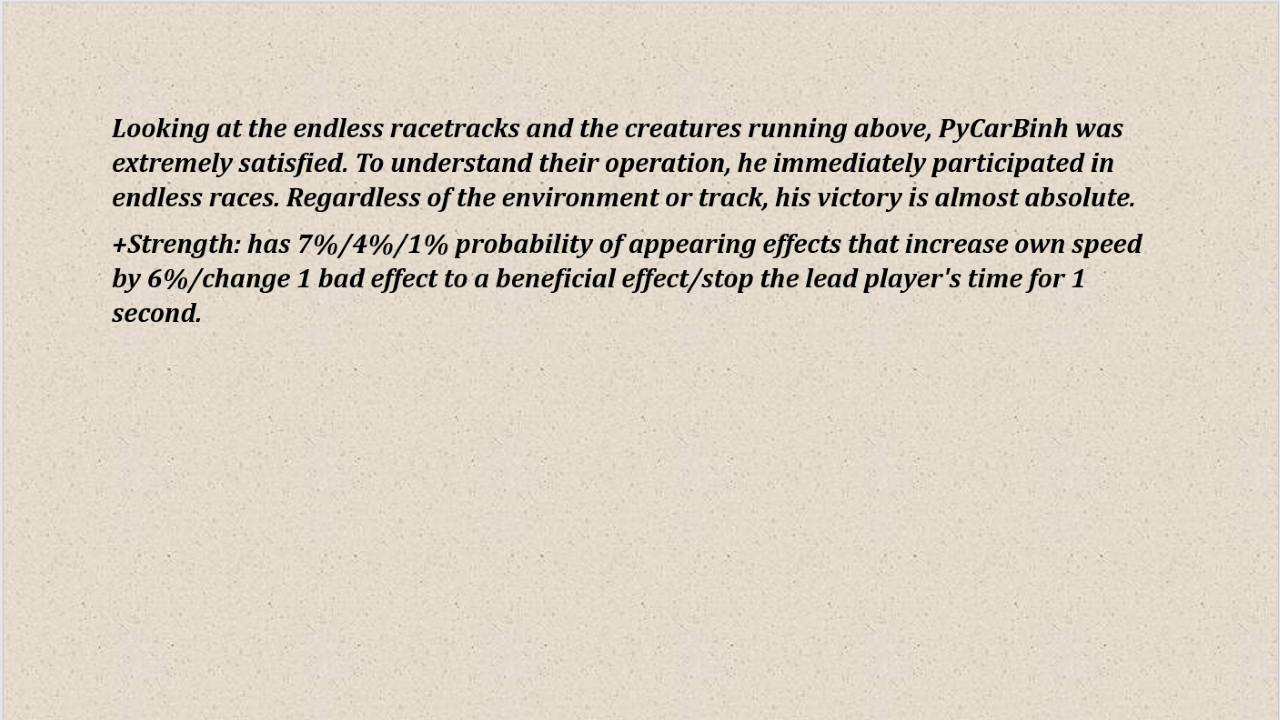 Looking at the endless racetracks and the creatures running above, PyCarBinh was
extremely satisfied. To understand their operation, he immediately participated in
endless races. Regardless of the environment or track, his victory is almost absolute.
+Strength: has 7%/4%/1% probability of appearing effects that increase own speed
by 6%/change 1 bad effect to a beneficial effect/stop the lead player's time for 1
second.